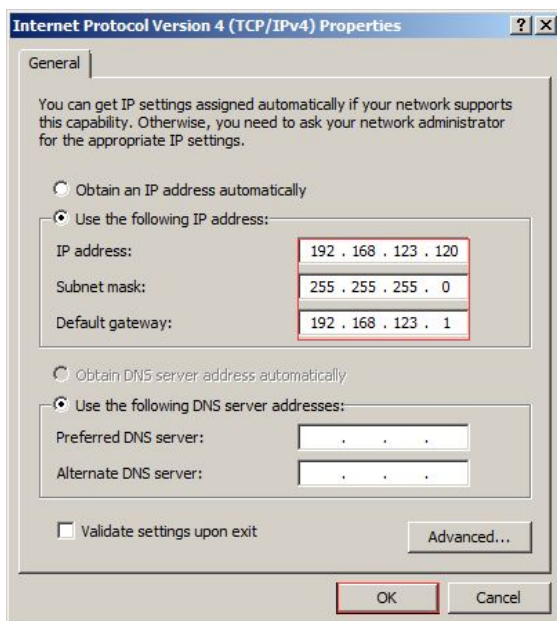 Internet Protocol Version 4 (TCP/IPv4) Properties
General
You can get IP settings assigned automatically if your network supports
this capability. Otherwise, you need to ask your network administrator
for the appropriate IP settings.
Obtain an IP address automatically
Use the following IP address:
IP address: 192 . 168 . 123 . 120
Subnet mask: 255 . 255 . 255 . 0
Default gateway: 192 . 168 . 123 . 1
Obtain DNS server address automatically
Use the following DNS server addresses:
Preferred DNS server: . . .
Alternate DNS server: . . .
Validate settings upon exit
Advanced...
OK Cancel